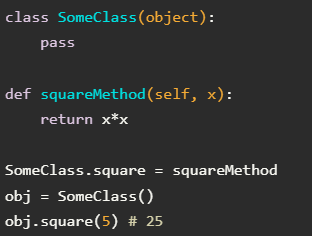 class SomeClass(object):
    pass

def squareMethod(self, x):
    return x*x

SomeClass.square = squareMethod
obj = SomeClass()
obj.square(5) # 25